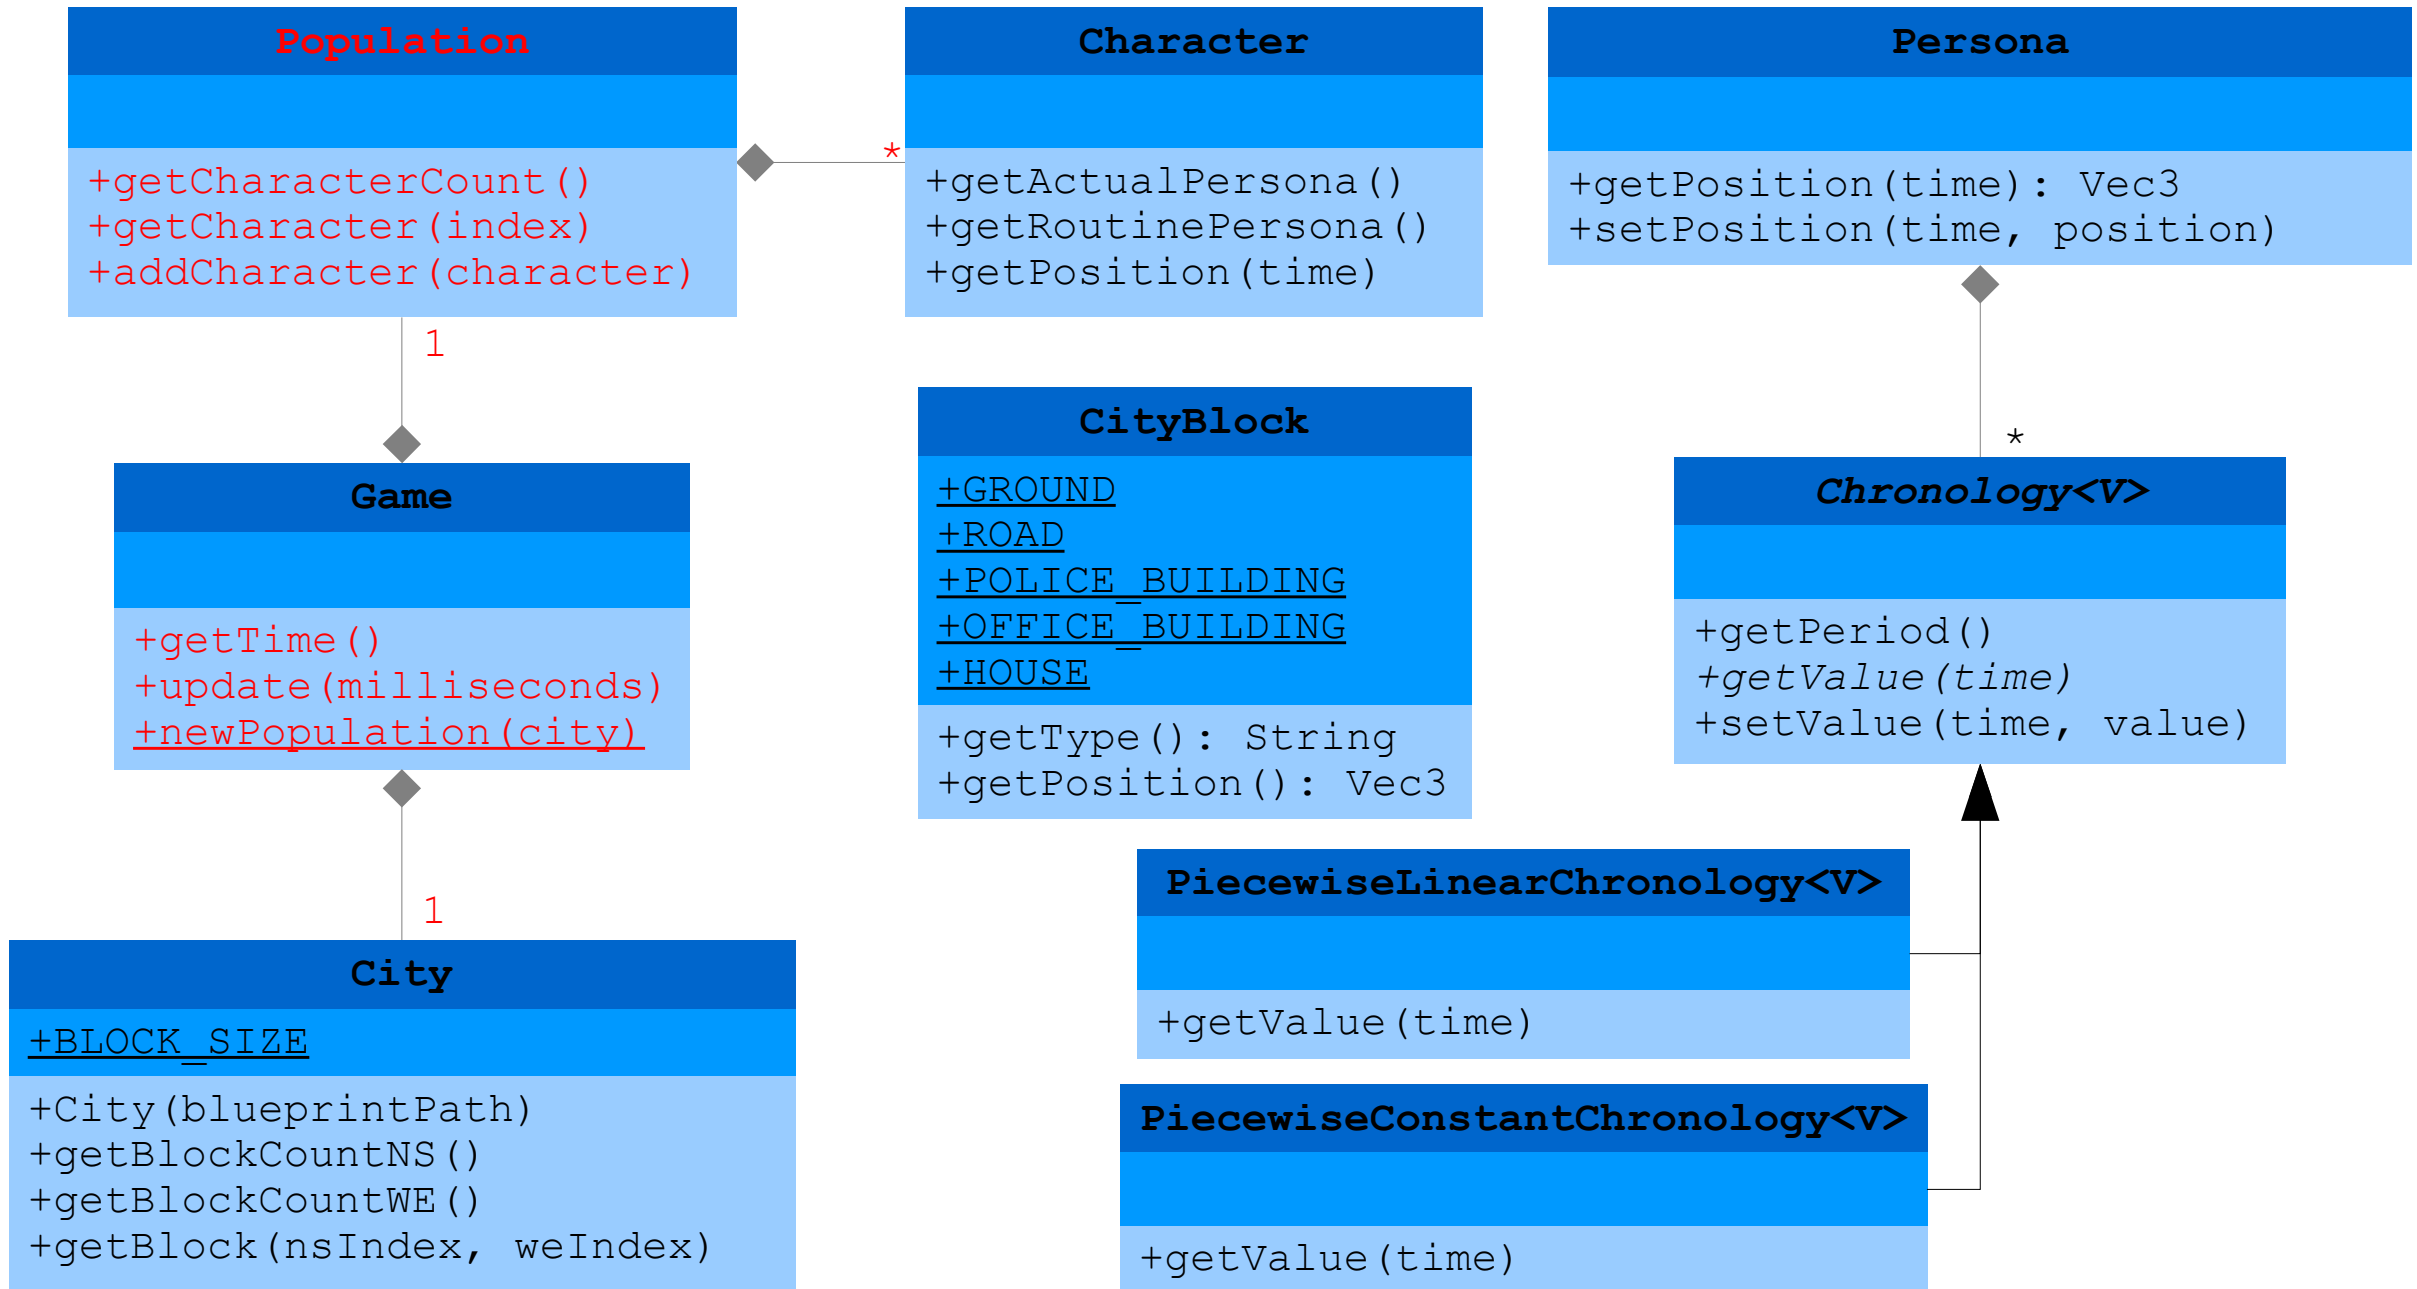 Population
+getCharacterCount()
+getCharacter(index)
+addCharacter(character)
*
1
Character
+getActualPersona()
+getRoutinePersona()
+getPosition(time)
Persona
+getPosition(time): Vec3
+setPosition(time, position)
*
Game
+getTime()
+update(milliseconds)
+newPopulation(city)
1
CityBlock
+GROUND
+ROAD
+POLICE_BUILDING
+OFFICE_BUILDING
+HOUSE
+getType(): String
+getPosition(): Vec3
Chronology<V>
+getPeriod()
+getValue(time)
+setValue(time, value)
City
+BLOCK_SIZE
+City(blueprintPath)
+getBlockCountNS()
+getBlockCountWE()
+getBlock(nsIndex, weIndex)
PiecewiseLinearChronology<V>
+getValue(time)
PiecewiseConstantChronology<V>
+getValue(time)